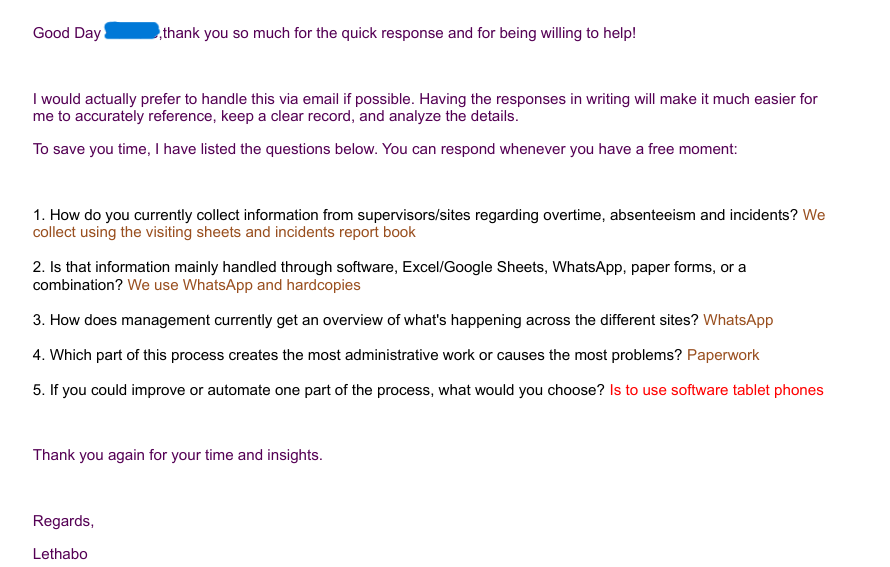 Good Day ,thank you so much for the quick response and for being willing to help!
I would actually prefer to handle this via email if possible. Having the responses in writing will make it much easier for
me to accurately reference, keep a clear record, and analyze the details.
To save you time, I have listed the questions below. You can respond whenever you have a free moment:
1. How do you currently collect information from supervisors/sites regarding overtime, absenteeism and incidents? We
collect using the visiting sheets and incidents report book
2. Is that information mainly handled through software, Excel/Google Sheets, WhatsApp, paper forms, or a
combination? We use WhatsApp and hardcopies
3. How does management currently get an overview of what's happening across the different sites? WhatsApp
4. Which part of this process creates the most administrative work or causes the most problems? Paperwork
5. If you could improve or automate one part of the process, what would you choose? Is to use software tablet phones
Thank you again for your time and insights.
Regards,
Lethabo